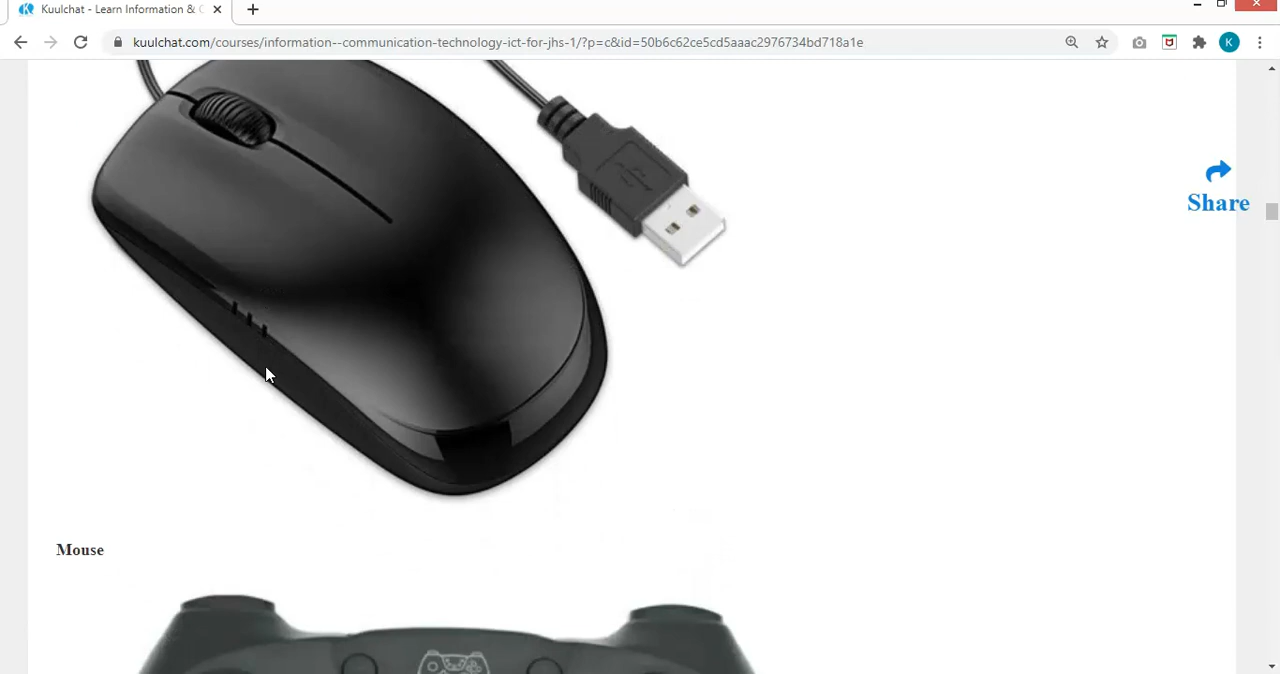 Kuulchat - Learn Information &
kuulchat.com/courses/information--communication-technology-ict-for-jhs-1/?p=c&id=50b6c62ce5cd5aaac2976734bd718a1e
K
Share
Mouse